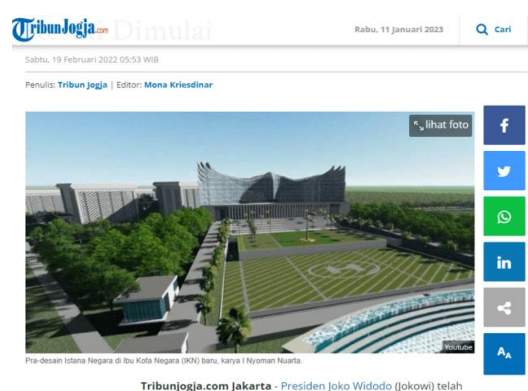 TribunJogja.com Dimulai
Rabu, 11 Januari 2023
Cari
Sabtu, 19 Februari 2022 05:53 WIB
Penulis: Tribun Jogja | Editor: Mona Kriesdinar
lihat foto
Youtube
Pra-desain Istana Negara di Ibu Kota Negara (IKN) baru, karya I Nyoman Nuarta.
Tribunjogja.com Jakarta - Presiden Joko Widodo (Jokowi) telah
f
in
AA